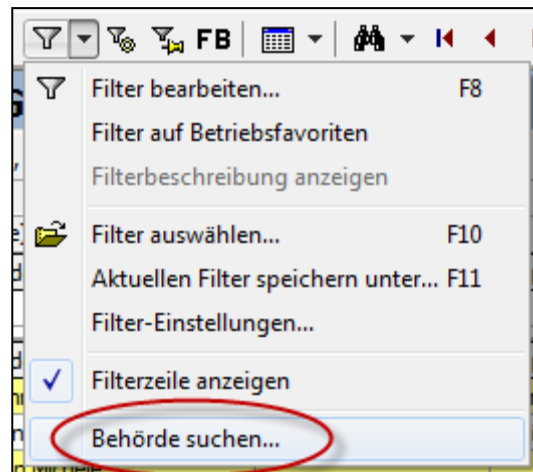 FB
Filter bearbeiten... F8
Filter auf Betriebsfavoriten
Filterbeschreibung anzeigen
Filter auswählen... F10
Aktuellen Filter speichern unter... F11
Filter-Einstellungen...
Filterzeile anzeigen
Behörde suchen...